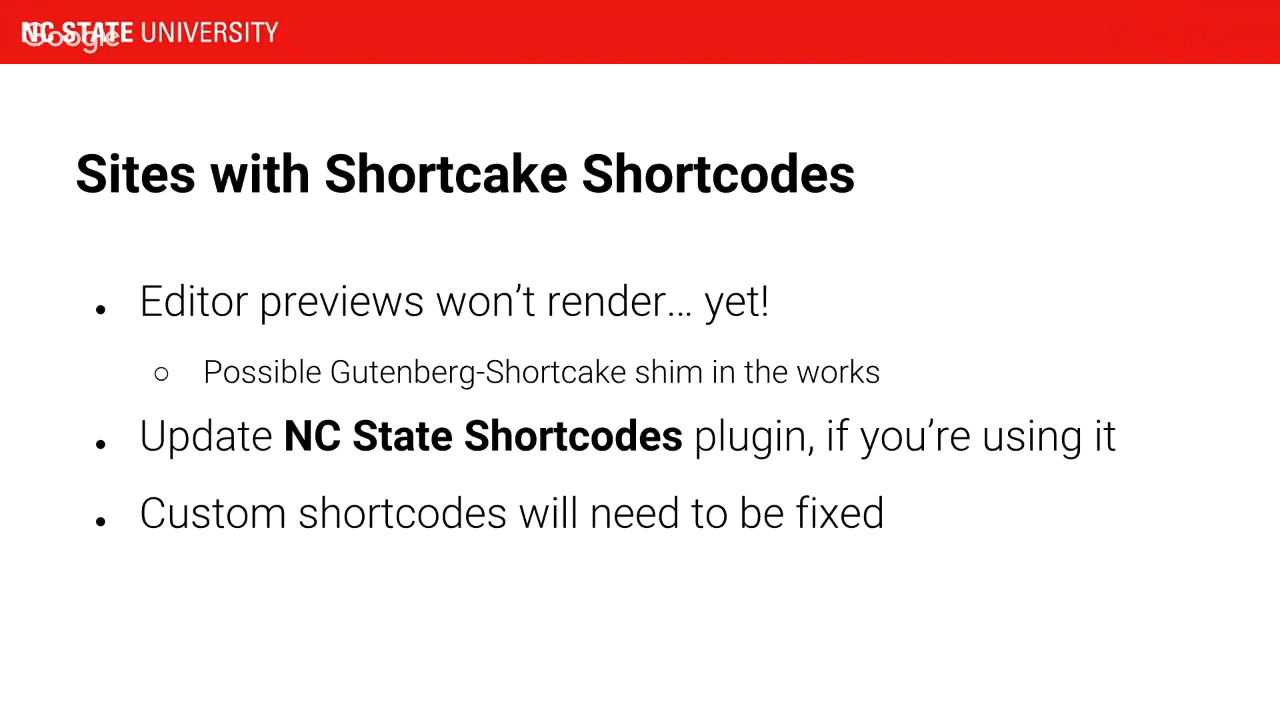 NC STATE UNIVERSITY
Google
Sites with Shortcake Shortcodes
Editor previews won’t render... yet!
Possible Gutenberg-Shortcake shim in the works
Update NC State Shortcodes plugin, if you’re using it
Custom shortcodes will need to be fixed